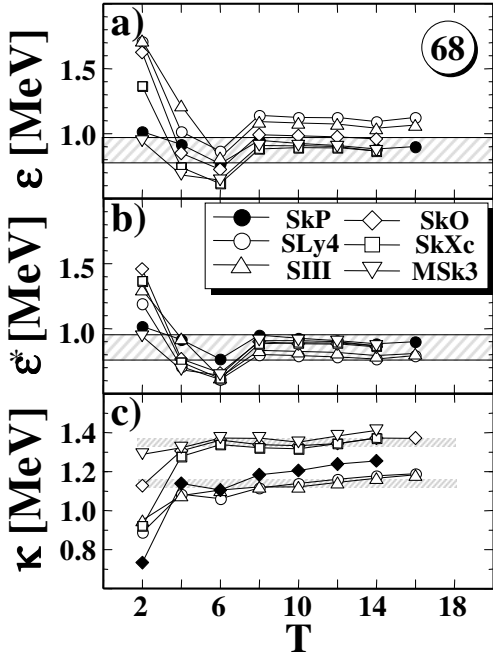 a)
68
ε [MeV]
1.5
1.0
b)
SkP
SkO
SLy4
SkXc
SIII
MSk3
ε* [MeV]
1.5
1.0
c)
κ [MeV]
1.4
1.2
1.0
0.8
2 6 10 14 18
T